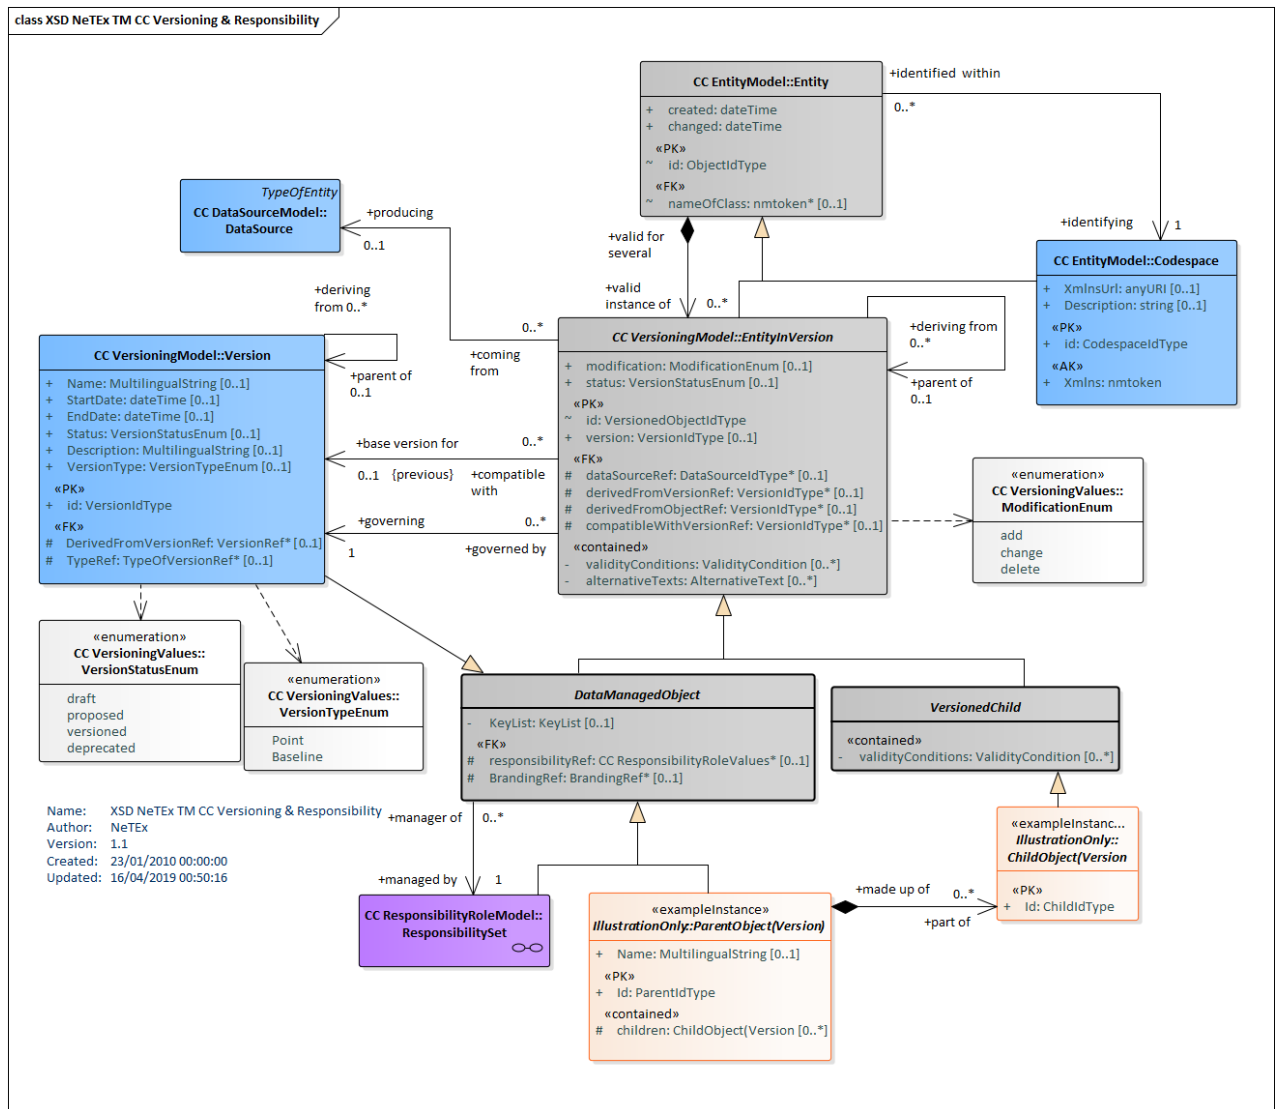 class XSD NeTEx TM CC Versioning & Responsibility
CC EntityModel::Entity
+ created: dateTime
+ changed: dateTime
«PK»
~ id: ObjectIdType
«FK»
~ nameOfClass: nmtoken* [0..1]
+identified within
0..*
+identifying
1
TypeOfEntity
CC DataSourceModel::
DataSource
+producing
0..1
+valid for
several
+valid
instance of
0..*
CC EntityModel::Codespace
+ XmlnsUrl: anyURI [0..1]
+ Description: string [0..1]
«PK»
+ id: CodespaceIdType
«AK»
+ Xmlns: nmtoken
+deriving
from 0..*
+parent of
0..1
0..*
+coming
from
CC VersioningModel::Version
+ Name: MultilingualString [0..1]
+ StartDate: dateTime [0..1]
+ EndDate: dateTime [0..1]
+ Status: VersionStatusEnum [0..1]
+ Description: MultilingualString [0..1]
+ VersionType: VersionTypeEnum [0..1]
«PK»
+ id: VersionIdType
«FK»
# DerivedFromVersionRef: VersionRef* [0..1]
# TypeRef: TypeOfVersionRef* [0..1]
+base version for
0..*
0..1 {previous}
+compatible
with
+governing
0..*
1
+governed by
CC VersioningModel::EntityInVersion
+ modification: ModificationEnum [0..1]
+ status: VersionStatusEnum [0..1]
«PK»
~ id: VersionedObjectIdType
+ version: VersionIdType [0..1]
«FK»
# dataSourceRef: DataSourceIdType* [0..1]
# derivedFromVersionRef: VersionIdType* [0..1]
# derivedFromObjectRef: VersionIdType* [0..1]
# compatibleWithVersionRef: VersionIdType* [0..1]
«contained»
- validityConditions: ValidityCondition [0..*]
- alternativeTexts: AlternativeText [0..*]
+deriving from
0..*
+parent of
0..1
«enumeration»
CC VersioningValues::
ModificationEnum
add
change
delete
«enumeration»
CC VersioningValues::
VersionStatusEnum
draft
proposed
versioned
deprecated
«enumeration»
CC VersioningValues::
VersionTypeEnum
Point
Baseline
DataManagedObject
- KeyList: KeyList [0..1]
«FK»
# responsibilityRef: CC ResponsibilityRoleValues* [0..1]
# BrandingRef: BrandingRef* [0..1]
VersionedChild
«contained»
- validityConditions: ValidityCondition [0..*]
Name: XSD NeTEx TM CC Versioning & Responsibility
Author: NeTEx
Version: 1.1
Created: 23/01/2010 00:00:00
Updated: 16/04/2019 00:50:16
+manager of
0..*
+managed by
1
CC ResponsibilityRoleModel::
ResponsibilitySet
«exampleInstance»
IllustrationOnly::ParentObject(Version)
+ Name: MultilingualString [0..1]
«PK»
+ Id: ParentIdType
«contained»
# children: ChildObject(Version [0..*]
+made up of
0..*
+part of
«exampleInstanc...
IllustrationOnly::
ChildObject(Version
«PK»
+ Id: ChildIdType